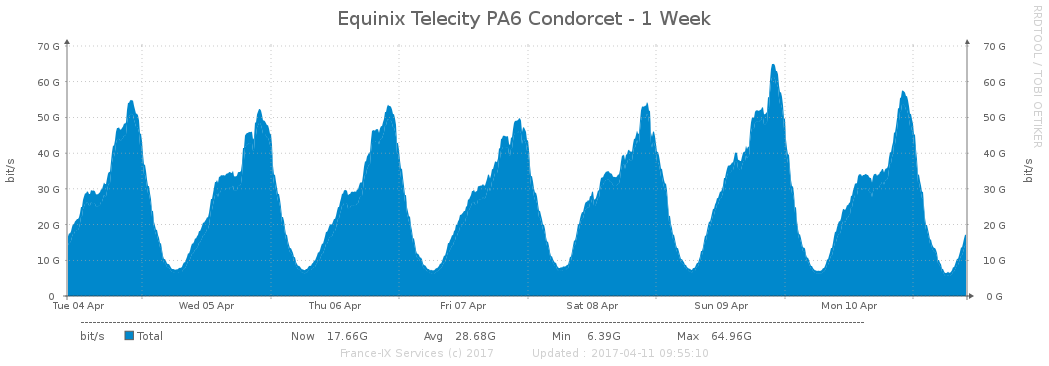 Equinix Telecity PA6 Condorcet - 1 Week
RRDTOOL / TOBI OETIKER
bit/s
70 G 70 G
60 G 60 G
50 G 50 G
40 G 40 G
30 G 30 G
20 G 20 G
10 G 10 G
0 0 G
bit/s
Tue 04 Apr Wed 05 Apr Thu 06 Apr Fri 07 Apr Sat 08 Apr Sun 09 Apr Mon 10 Apr
bit/s Total Now 17.66G Avg 28.68G Min 6.39G Max 64.96G
France-IX Services (c) 2017 Updated : 2017-04-11 09:55:10